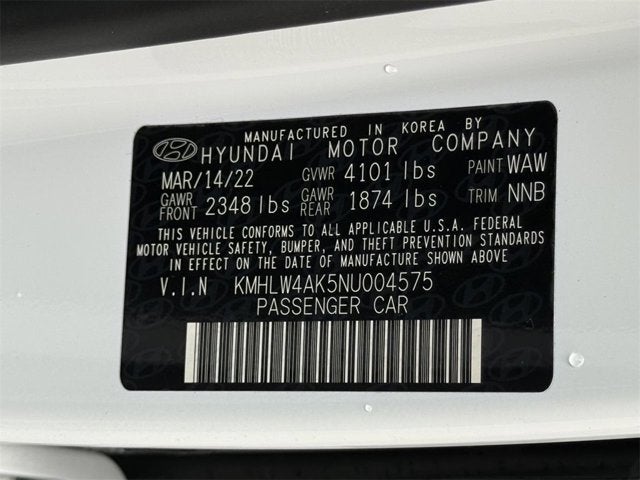 MANUFACTURED IN KOREA BY
HYUNDAI MOTOR COMPANY
MAR/14/22 GVWR 4101 lbs PAINT WAW
GAWR FRONT 2348 lbs GAWR REAR 1874 lbs TRIM NNB
THIS VEHICLE CONFORMS TO ALL APPLICABLE U.S.A. FEDERAL
MOTOR VEHICLE SAFETY, BUMPER, AND THEFT PREVENTION STANDARDS
IN EFFECT ON THE DATE OF MANUFACTURE SHOWN ABOVE
V.I.N KMHLW4AK5NU004575
PASSENGER CAR